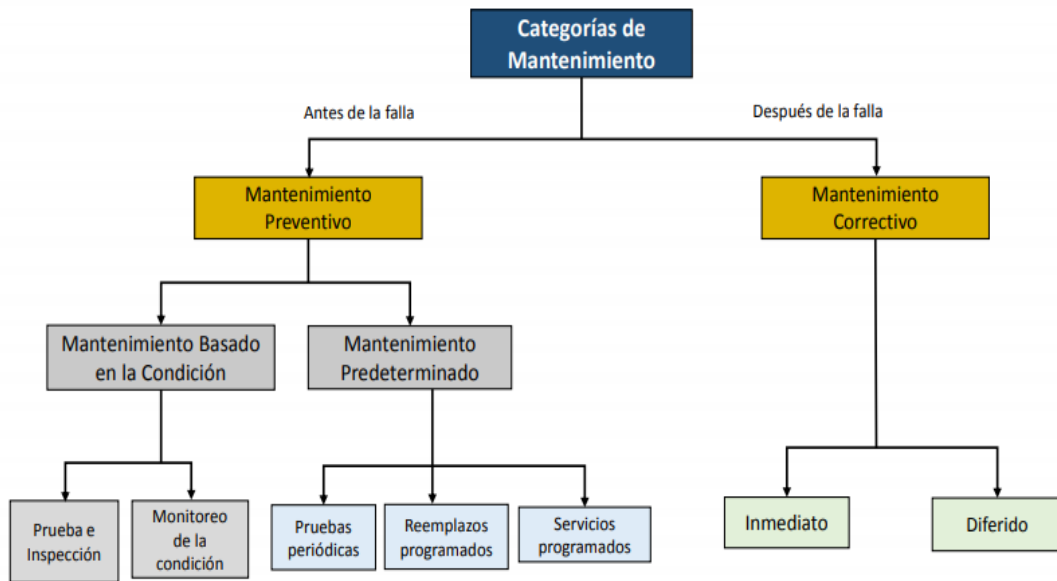 Categorías de
Mantenimiento
Antes de la falla
Después de la falla
Mantenimiento
Preventivo
Mantenimiento
Correctivo
Mantenimiento Basado
en la Condición
Mantenimiento
Predeterminado
Prueba e
Inspección
Monitoreo
de la
condición
Pruebas
periódicas
Reemplazos
programados
Servicios
programados
Inmediato
Diferido